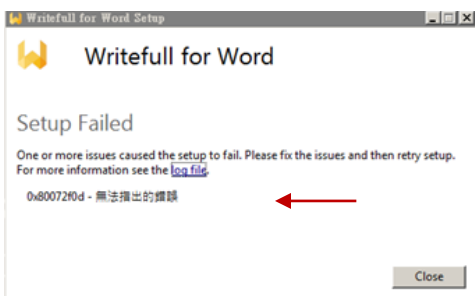 Writefull for Word Setup
Writefull for Word
Setup Failed
One or more issues caused the setup to fail. Please fix the issues and then retry setup.
For more information see the log file.
0x80072f0d - 無法指出的錯誤
Close